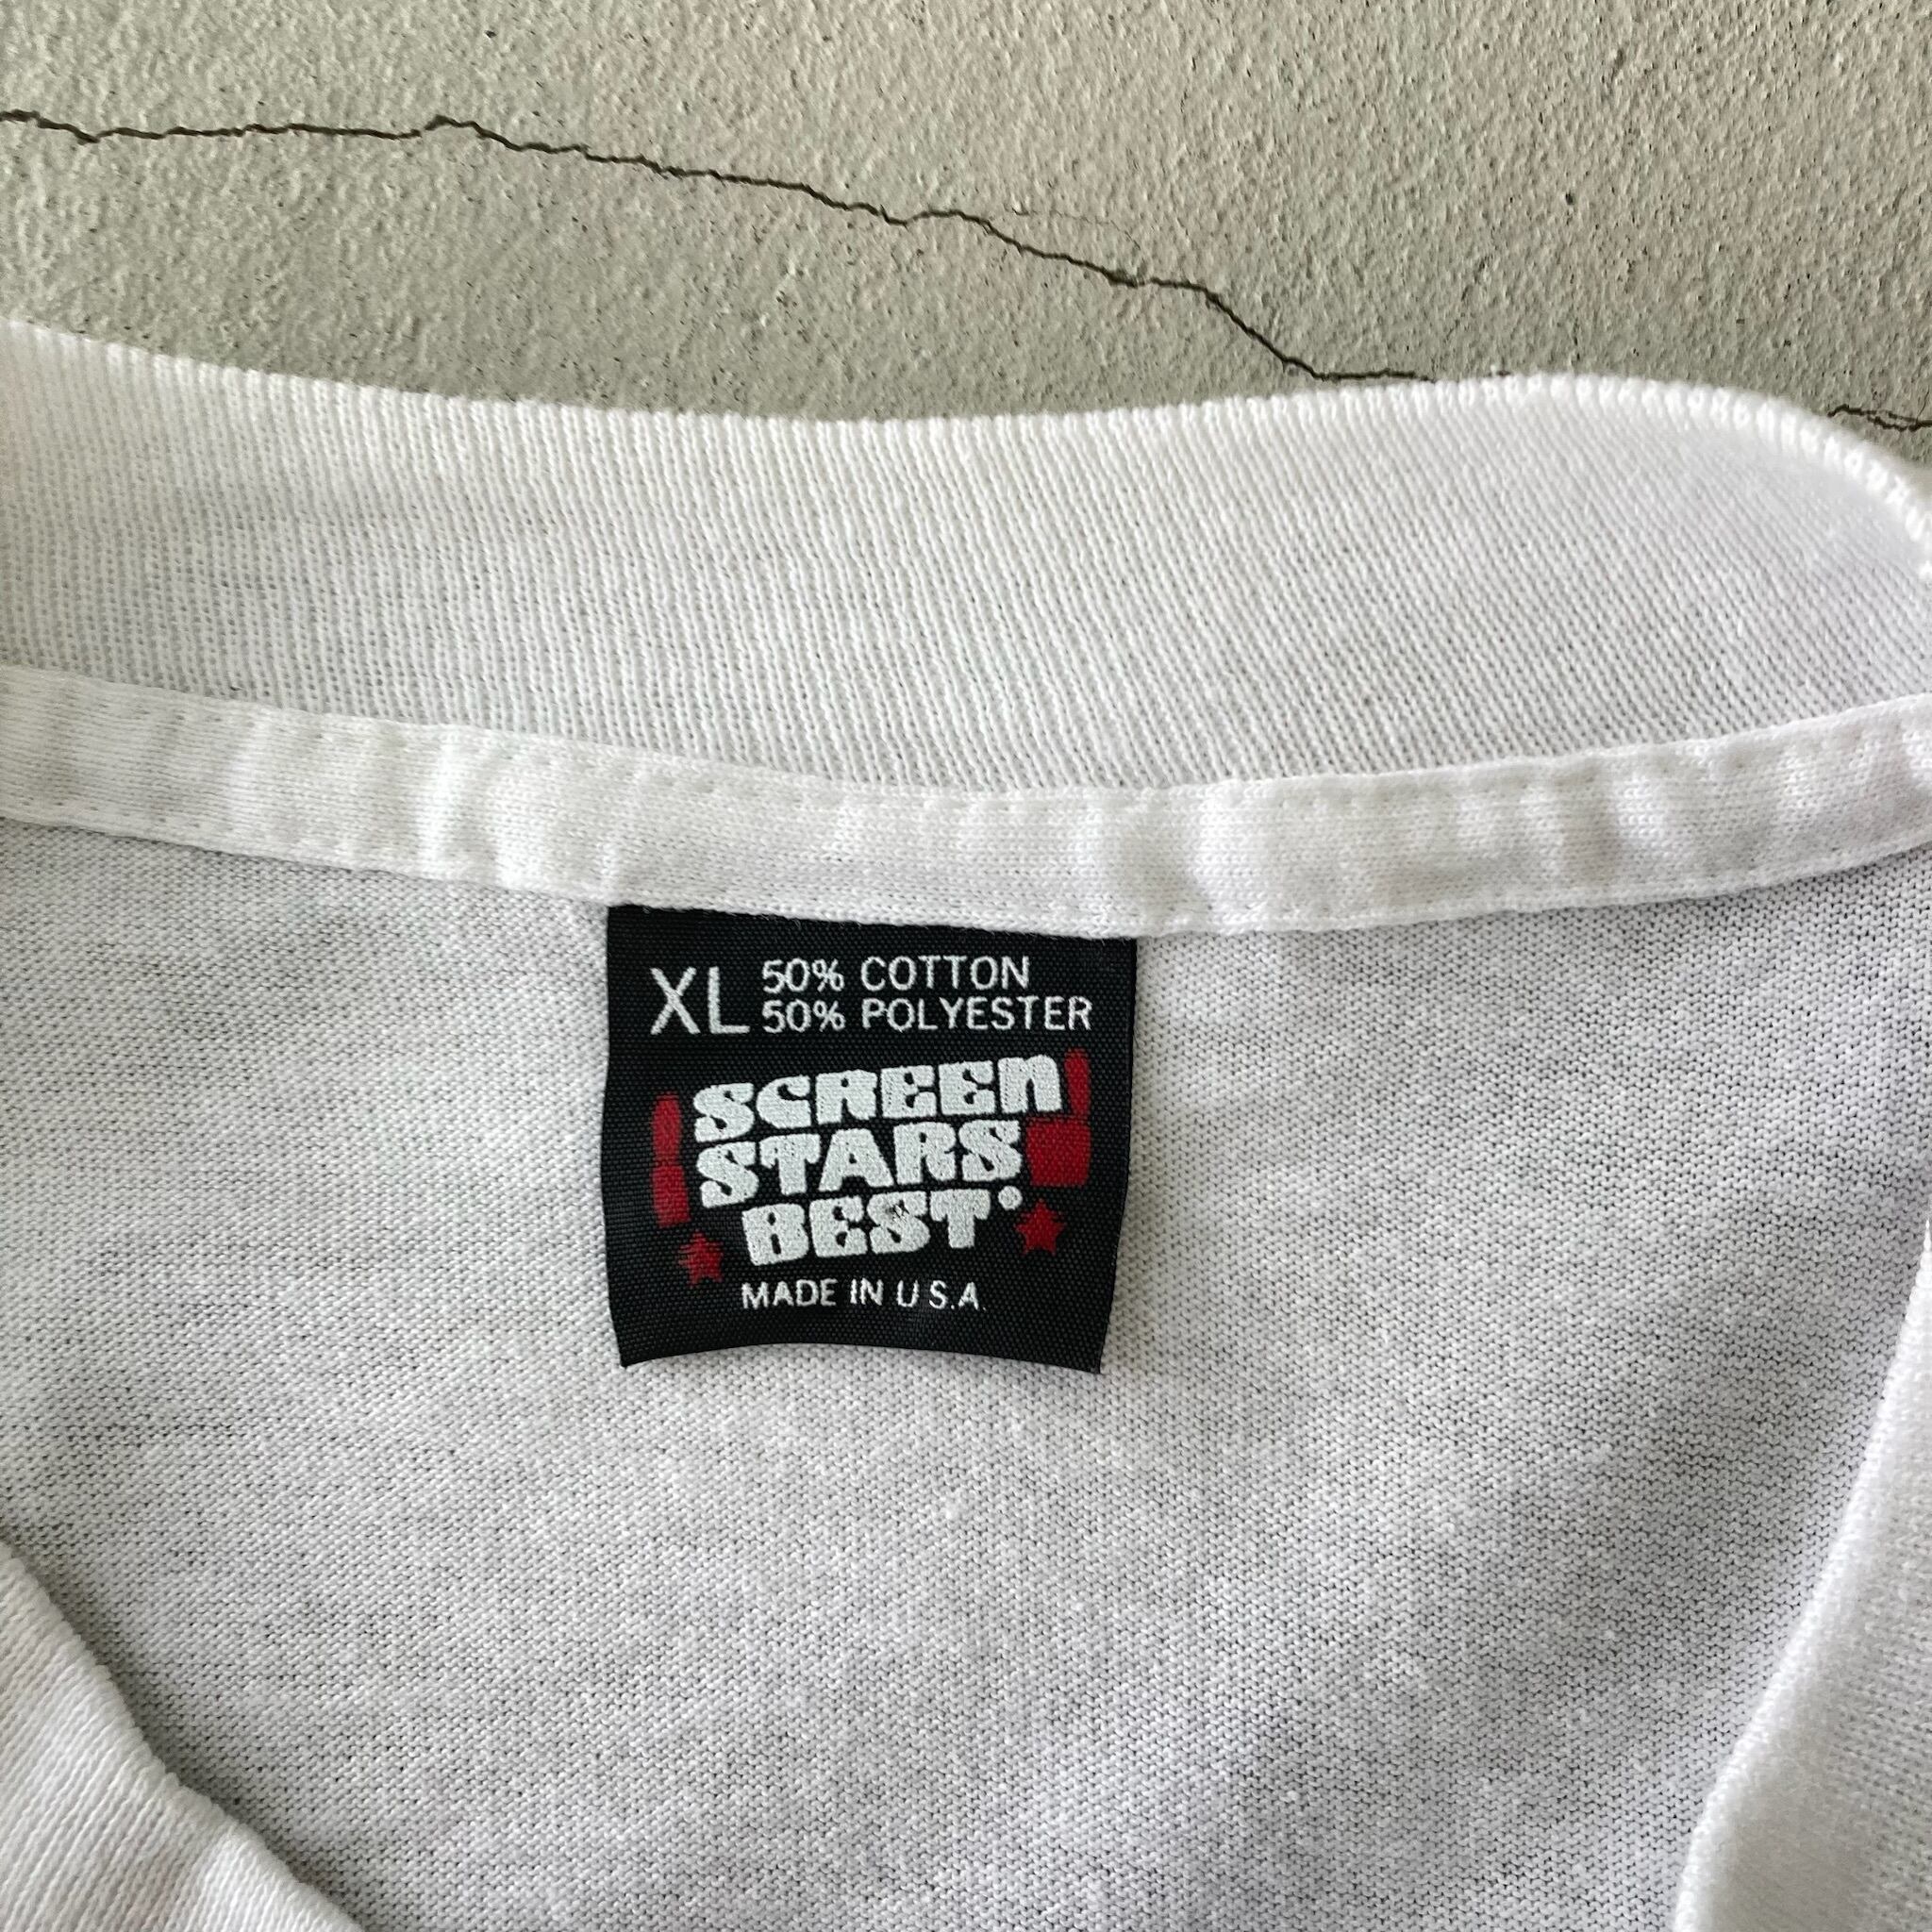 XL 50% COTTON
50% POLYESTER
SCREEN
STARS
BEST®
MADE IN U.S.A.